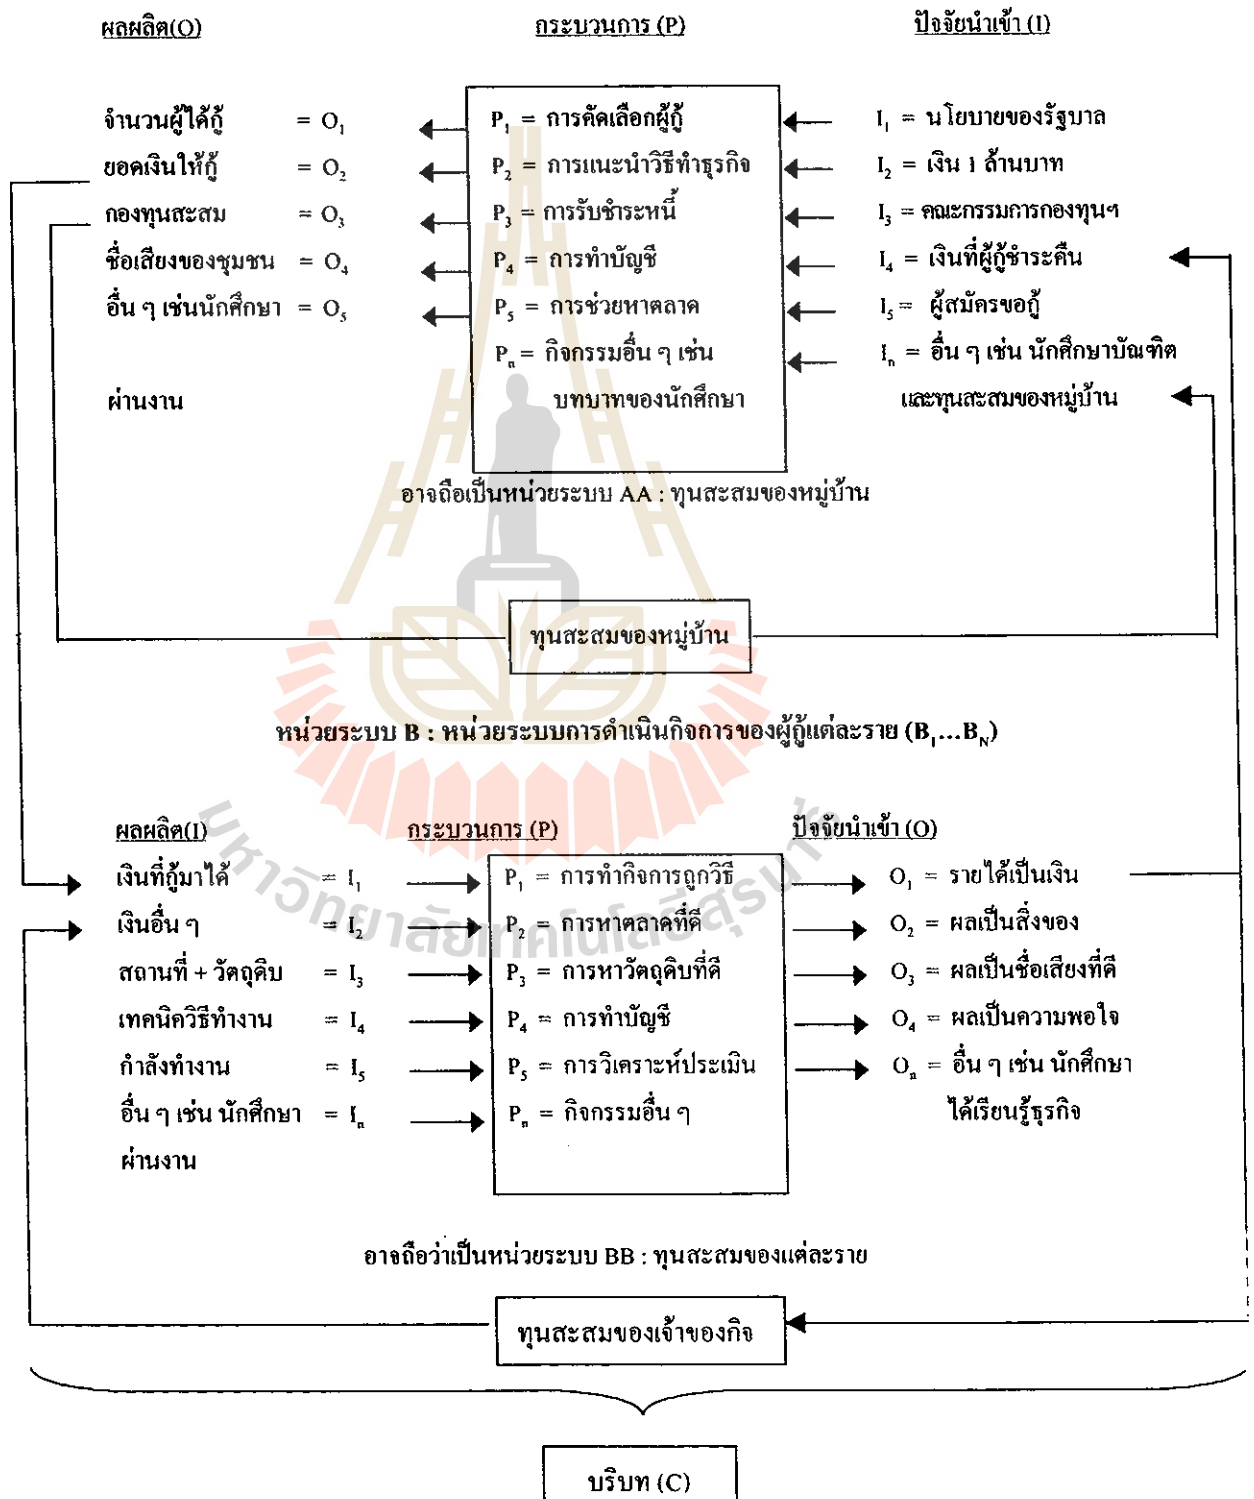 ผลผลิต(O) กระบวนการ (P) ปัจจัยนำเข้า (I)
จำนวนผู้ได้กู้ = O₁ P₁ = การคัดเลือกผู้กู้ I₁ = นโยบายของรัฐบาล
ยอดเงินให้กู้ = O₂ P₂ = การแนะนำวิธีทำธุรกิจ I₂ = เงิน 1 ล้านบาท
กองทุนสะสม = O₃ P₃ = การรับชำระหนี้ I₃ = คณะกรรมการกองทุนฯ
ชื่อเสียงของชุมชน = O₄ P₄ = การทำบัญชี I₄ = เงินที่ผู้กู้ชำระคืน
อื่น ๆ เช่นนักศึกษา = O₅ P₅ = การช่วยหาตลาด I₅ = ผู้สมัครขอกู้
Pₙ = กิจกรรมอื่น ๆ เช่น Iₙ = อื่น ๆ เช่น นักศึกษาบัณฑิต
ผ่านงาน บทบาทของนักศึกษา และทุนสะสมของหมู่บ้าน
อาจถือเป็นหน่วยระบบ AA : ทุนสะสมของหมู่บ้าน
ทุนสะสมของหมู่บ้าน
หน่วยระบบ B : หน่วยระบบการดำเนินกิจการของผู้กู้แต่ละราย (B₁...B_N)
ผลผลิต(I) กระบวนการ (P) ปัจจัยนำเข้า (O)
เงินที่กู้มาได้ = I₁ P₁ = การทำกิจการถูกวิธี O₁ = รายได้เป็นเงิน
เงินอื่น ๆ = I₂ P₂ = การหาตลาดที่ดี O₂ = ผลเป็นสิ่งของ
สถานที่ + วัตถุดิบ = I₃ P₃ = การหาวัตถุดิบที่ดี O₃ = ผลเป็นชื่อเสียงที่ดี
เทคนิควิธีทำงาน = I₄ P₄ = การทำบัญชี O₄ = ผลเป็นความพอใจ
กำลังทำงาน = I₅ P₅ = การวิเคราะห์ประเมิน Oₙ = อื่น ๆ เช่น นักศึกษา
อื่น ๆ เช่น นักศึกษา = Iₙ Pₙ = กิจกรรมอื่น ๆ ได้เรียนรู้ธุรกิจ
ผ่านงาน
มหาวิทยาลัยเทคโนโลยีสุรนารี
อาจถือว่าเป็นหน่วยระบบ BB : ทุนสะสมของแต่ละราย
ทุนสะสมของเจ้าของกิจ
บริบท (C)